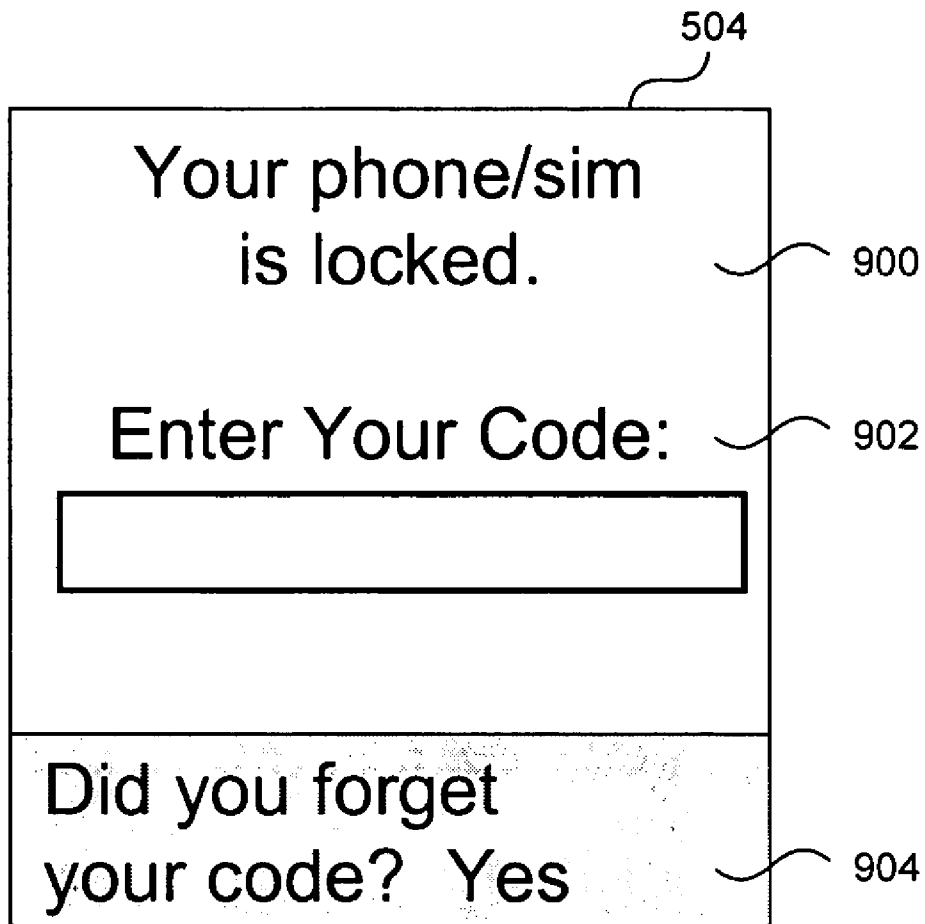 504
Your phone/sim
is locked.
900
Enter Your Code:
902
Did you forget
your code? Yes
904